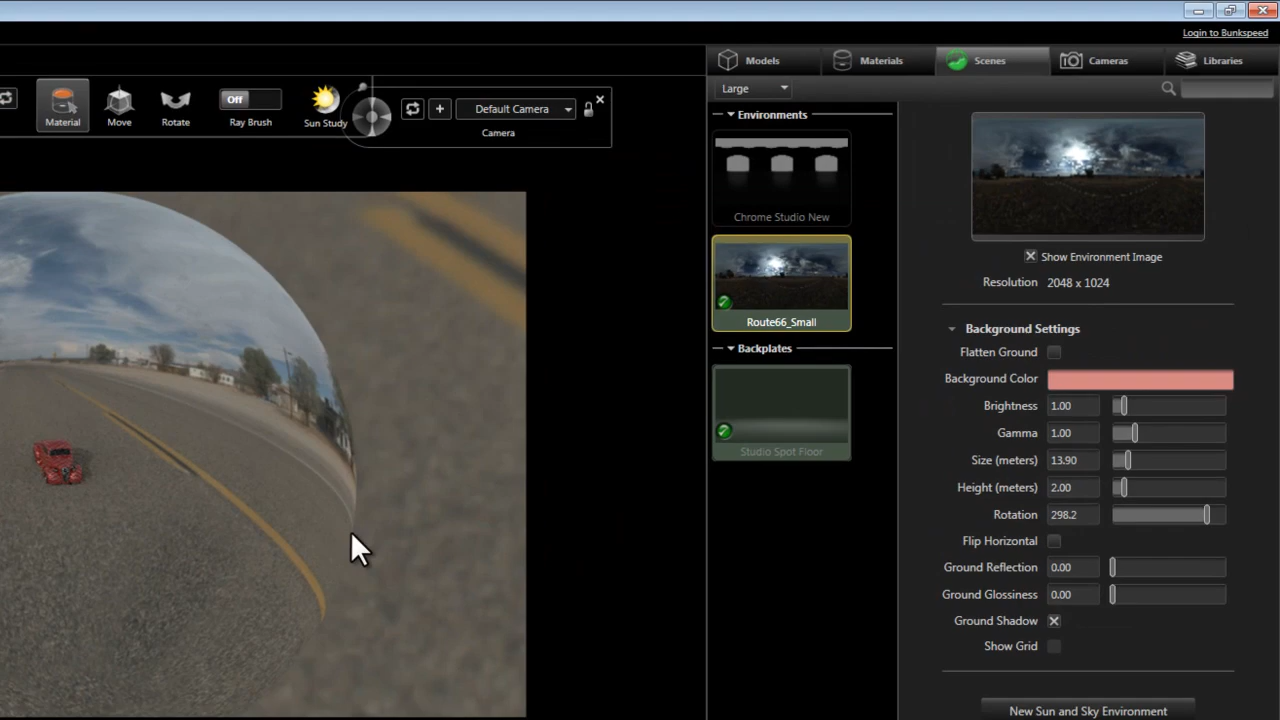 Login to Bunkspeed
Models
Materials
Scenes
Cameras
Libraries
Material
Move
Rotate
Off
Ray Brush
Sun Study
Default Camera
Camera
Large
Environments
Chrome Studio New
Route66_Small
Backplates
Studio Spot Floor
Show Environment Image
Resolution 2048 x 1024
Background Settings
Flatten Ground
Background Color
Brightness 1.00
Gamma 1.00
Size (meters) 13.90
Height (meters) 2.00
Rotation 298.2
Flip Horizontal
Ground Reflection 0.00
Ground Glossiness 0.00
Ground Shadow
Show Grid
New Sun and Sky Environment